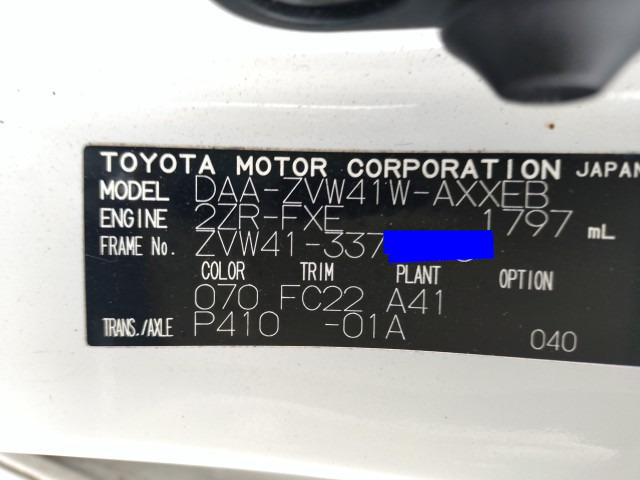 TOYOTA MOTOR CORPORATION JAPAN
MODEL DAA-ZVW41W-AXXEB
ENGINE 2ZR-FXE 1797 mL
FRAME No. ZVW41-337
COLOR TRIM PLANT OPTION
070 FC22 A41
TRANS./AXLE P410 -01A 040